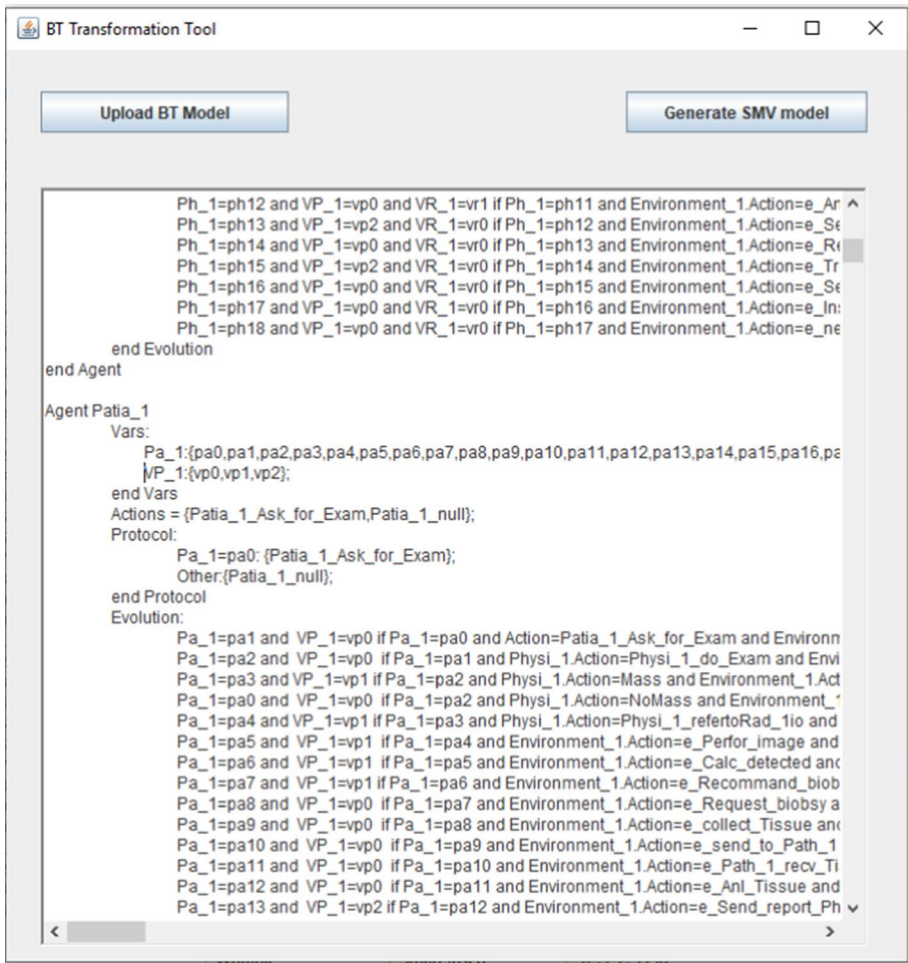 BT Transformation Tool
Upload BT Model
Generate SMV model
Ph_1=ph12 and VP_1=vp0 and VR_1=vr1 if Ph_1=ph11 and Environment_1.Action=e_An
Ph_1=ph13 and VP_1=vp2 and VR_1=vr0 if Ph_1=ph12 and Environment_1.Action=e_Se
Ph_1=ph14 and VP_1=vp0 and VR_1=vr0 if Ph_1=ph13 and Environment_1.Action=e_Re
Ph_1=ph15 and VP_1=vp2 and VR_1=vr0 if Ph_1=ph14 and Environment_1.Action=e_Tr
Ph_1=ph16 and VP_1=vp0 and VR_1=vr0 if Ph_1=ph15 and Environment_1.Action=e_Se
Ph_1=ph17 and VP_1=vp0 and VR_1=vr0 if Ph_1=ph16 and Environment_1.Action=e_In
Ph_1=ph18 and VP_1=vp0 and VR_1=vr0 if Ph_1=ph17 and Environment_1.Action=e_ne
end Evolution
end Agent
Agent Patia_1
Vars:
Pa_1:{pa0,pa1,pa2,pa3,pa4,pa5,pa6,pa7,pa8,pa9,pa10,pa11,pa12,pa13,pa14,pa15,pa16,pa
VP_1:{vp0,vp1,vp2};
end Vars
Actions = {Patia_1_Ask_for_Exam,Patia_1_null};
Protocol:
Pa_1=pa0: {Patia_1_Ask_for_Exam};
Other:{Patia_1_null};
end Protocol
Evolution:
Pa_1=pa1 and VP_1=vp0 if Pa_1=pa0 and Action=Patia_1_Ask_for_Exam and Environm
Pa_1=pa2 and VP_1=vp0 if Pa_1=pa1 and Physi_1.Action=Physi_1_do_Exam and Envi
Pa_1=pa3 and VP_1=vp1 if Pa_1=pa2 and Physi_1.Action=Mass and Environment_1.Act
Pa_1=pa0 and VP_1=vp0 if Pa_1=pa2 and Physi_1.Action=NoMass and Environment_1
Pa_1=pa4 and VP_1=vp1 if Pa_1=pa3 and Physi_1.Action=Physi_1_refertoRad_1io and
Pa_1=pa5 and VP_1=vp1 if Pa_1=pa4 and Environment_1.Action=e_Perfor_image and
Pa_1=pa6 and VP_1=vp1 if Pa_1=pa5 and Environment_1.Action=e_Calc_detected and
Pa_1=pa7 and VP_1=vp1 if Pa_1=pa6 and Environment_1.Action=e_Recommand_biob
Pa_1=pa8 and VP_1=vp0 if Pa_1=pa7 and Environment_1.Action=e_Request_biobsy a
Pa_1=pa9 and VP_1=vp0 if Pa_1=pa8 and Environment_1.Action=e_collect_Tissue and
Pa_1=pa10 and VP_1=vp0 if Pa_1=pa9 and Environment_1.Action=e_send_to_Path_1
Pa_1=pa11 and VP_1=vp0 if Pa_1=pa10 and Environment_1.Action=e_Path_1_recv_Ti
Pa_1=pa12 and VP_1=vp0 if Pa_1=pa11 and Environment_1.Action=e_Anl_Tissue and
Pa_1=pa13 and VP_1=vp2 if Pa_1=pa12 and Environment_1.Action=e_Send_report_Ph